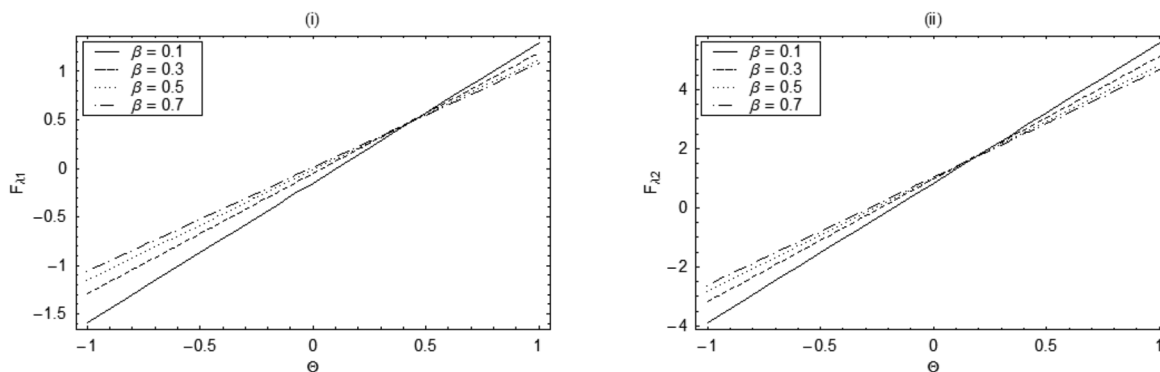 (i)
β = 0.1
β = 0.3
β = 0.5
β = 0.7
1
0.5
0
−0.5
−1
−1.5
Fλ1
−1 −0.5 0 0.5 1
Θ
(ii)
β = 0.1
β = 0.3
β = 0.5
β = 0.7
4
2
0
−2
−4
Fλ2
−1 −0.5 0 0.5 1
Θ